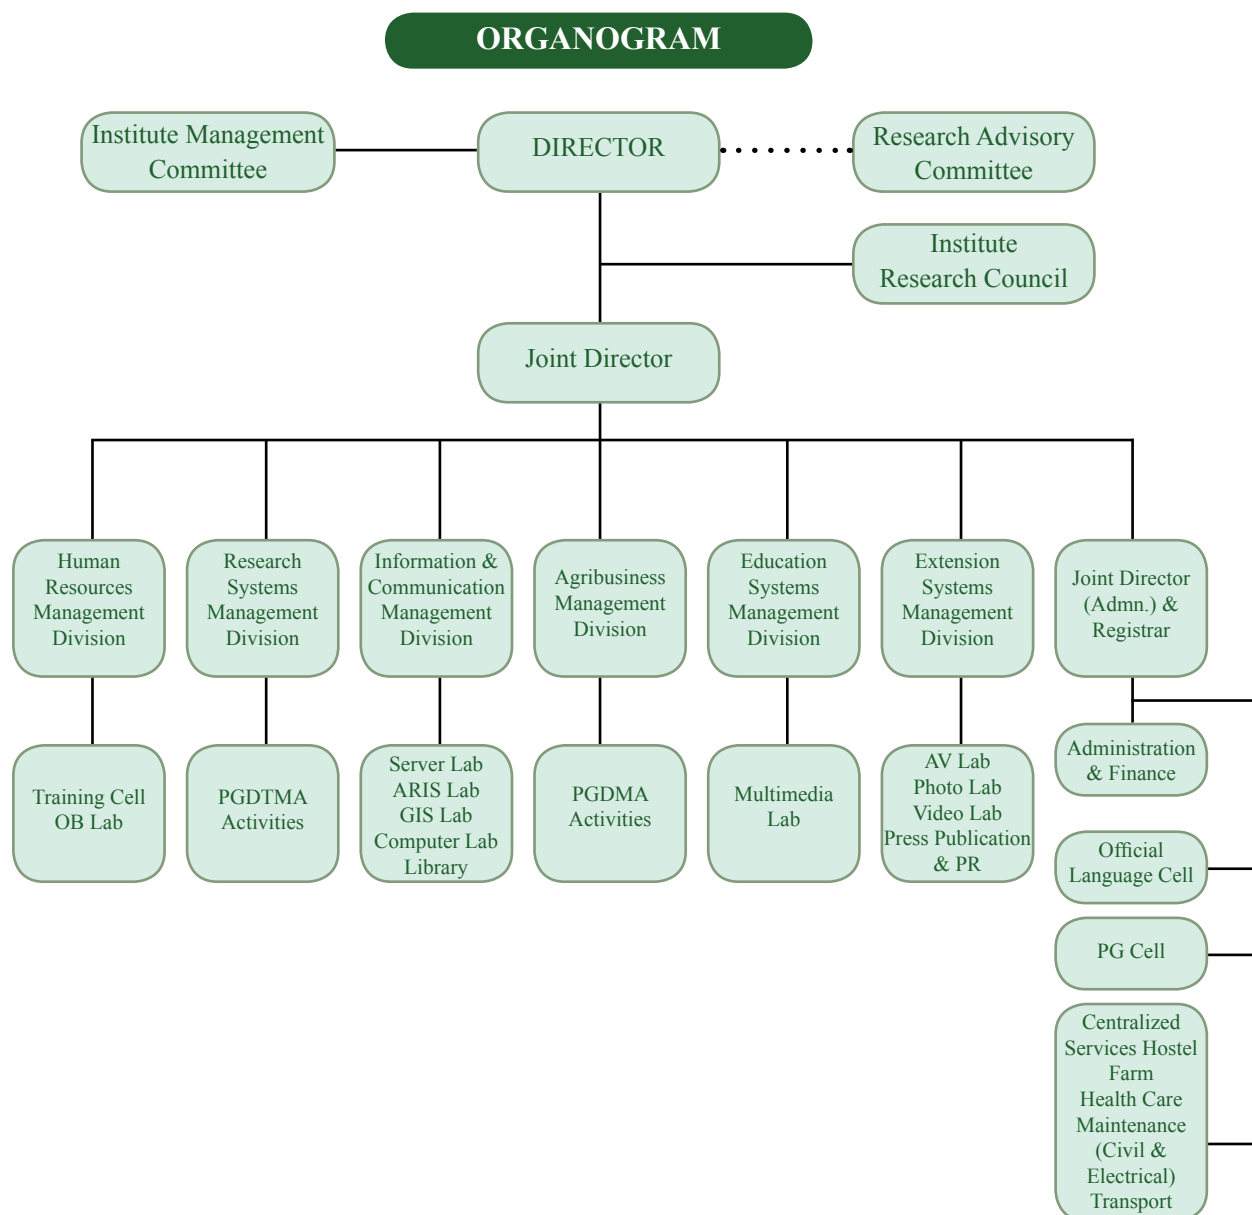 ORGANOGRAM
Institute Management
Committee
DIRECTOR
Research Advisory
Committee
Institute
Research Council
Joint Director
Human
Resources
Management
Division
Research
Systems
Management
Division
Information &
Communication
Management
Division
Agribusiness
Management
Division
Education
Systems
Management
Division
Extension
Systems
Management
Division
Joint Director
(Admn.) &
Registrar
Training Cell
OB Lab
PGDTMA
Activities
Server Lab
ARIS Lab
GIS Lab
Computer Lab
Library
PGDMA
Activities
Multimedia
Lab
AV Lab
Photo Lab
Video Lab
Press Publication
& PR
Administration
& Finance
Official
Language Cell
PG Cell
Centralized
Services Hostel
Farm
Health Care
Maintenance
(Civil &
Electrical)
Transport